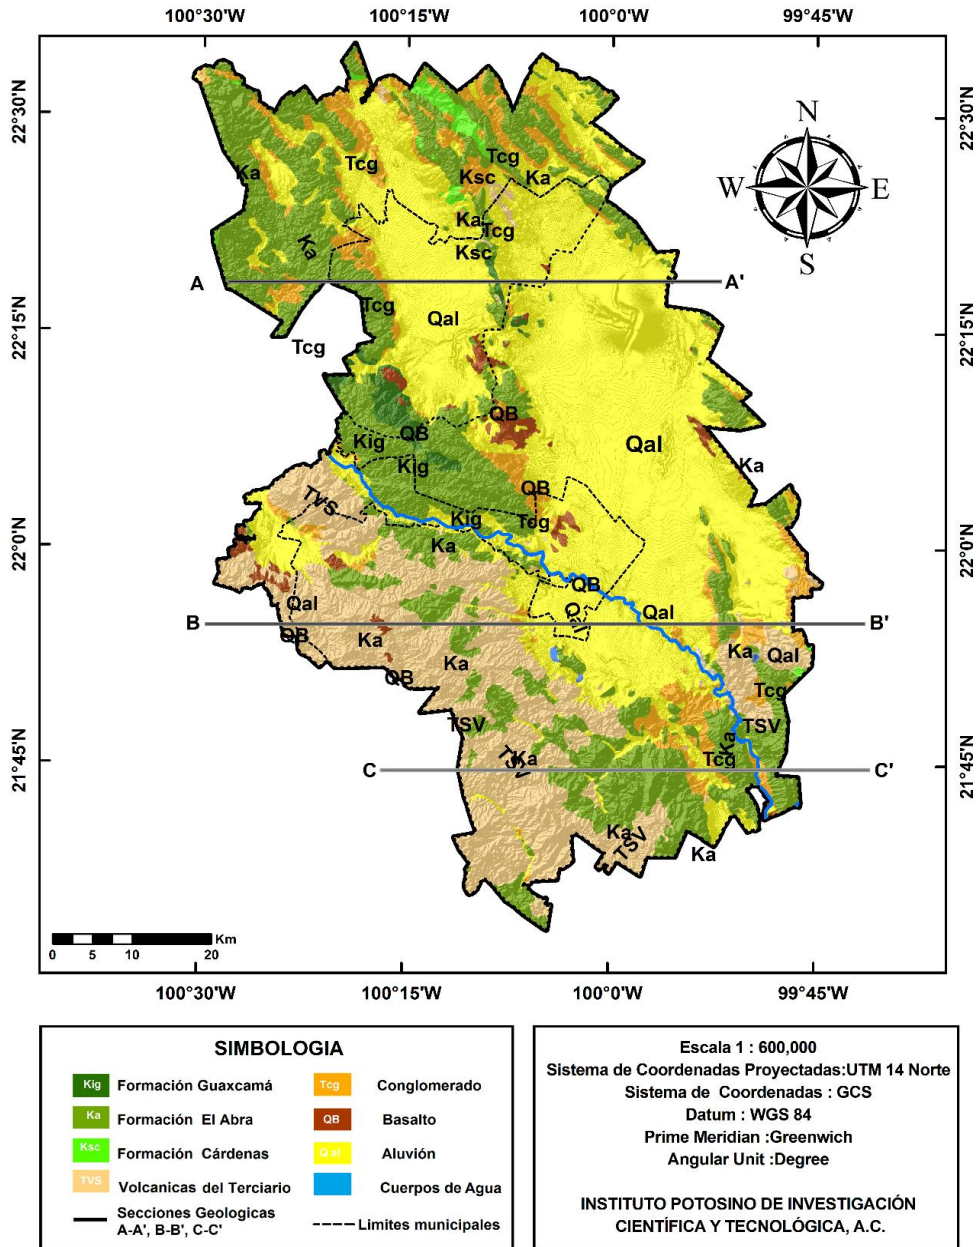 100°30'W 100°15'W 100°0'W 99°45'W
22°30'N 22°30'N
N
W E
S
Tcg Tcg
Ka Ksc Ka
Ka Tcg
Ka Ksc
A A'
Tcg
Qal
22°15'N 22°15'N
Tcg
QB
Kig QB Qal
Kig Ka
TVS QB
Kig Tcg
22°0'N Ka 22°0'N
QB
Qal Qal
B B'
QB Ka Ka Qal
Ka
QB Tcg
TSV TSV
Ka
21°45'N TSV Ka Tcg 21°45'N
C C'
Ka
TSV Ka
Km
0 5 10 20
100°30'W 100°15'W 100°0'W 99°45'W
SIMBOLOGIA
Kig Formación Guaxcamá Tcg Conglomerado
Ka Formación El Abra QB Basalto
Ksc Formación Cárdenas Qal Aluvión
TVS Volcanicas del Terciario Cuerpos de Agua
Secciones Geologicas
A-A', B-B', C-C' Limites municipales
Escala 1 : 600,000
Sistema de Coordenadas Proyectadas:UTM 14 Norte
Sistema de Coordenadas : GCS
Datum : WGS 84
Prime Meridian :Greenwich
Angular Unit :Degree
INSTITUTO POTOSINO DE INVESTIGACIÓN
CIENTÍFICA Y TECNOLÓGICA, A.C.